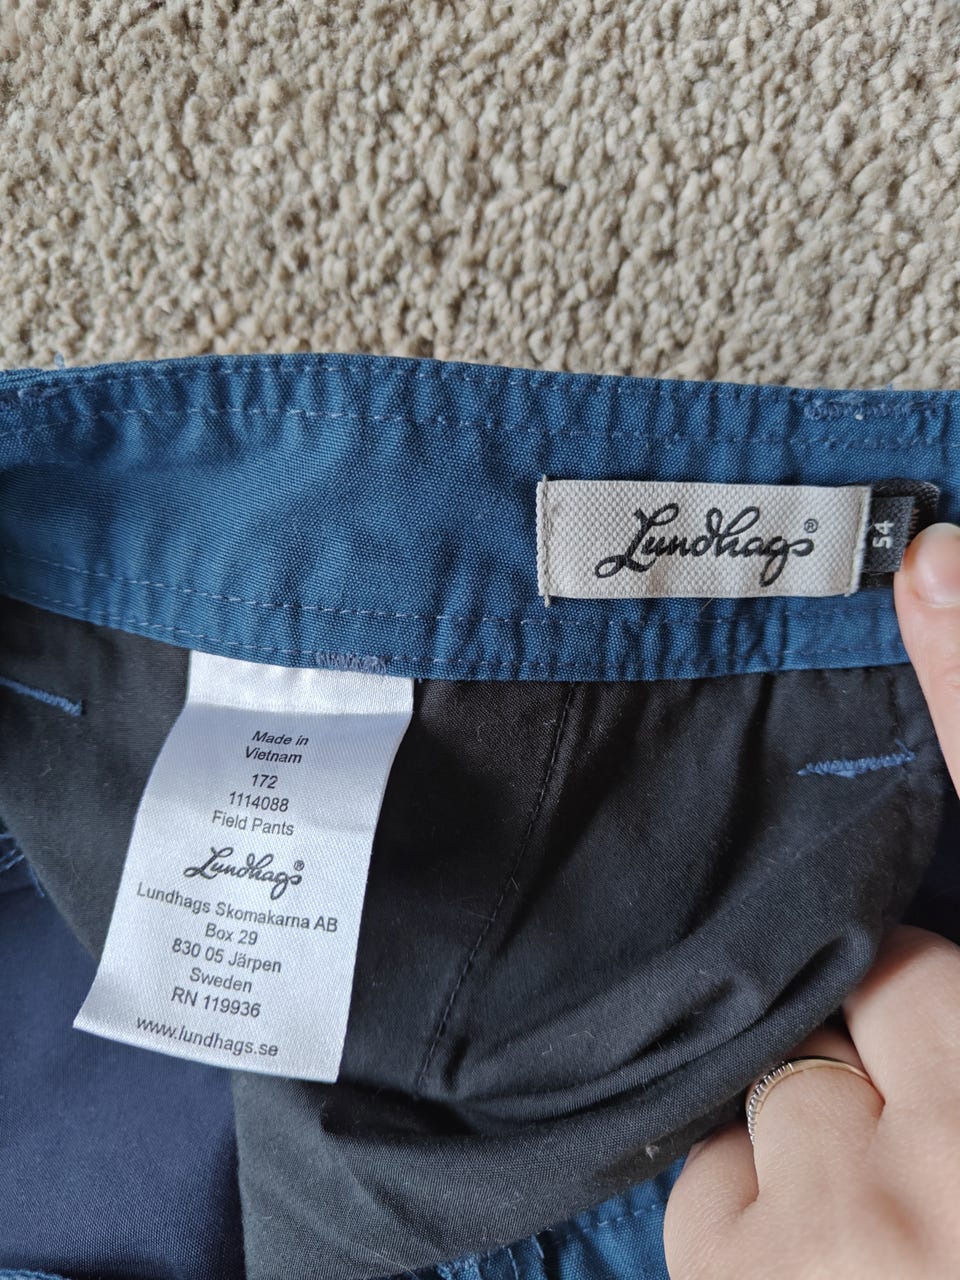 Lundhags®
54
Made in
Vietnam
172
1114088
Field Pants
Lundhags®
Lundhags Skomakarna AB
Box 29
830 05 Järpen
Sweden
RN 119936
www.lundhags.se